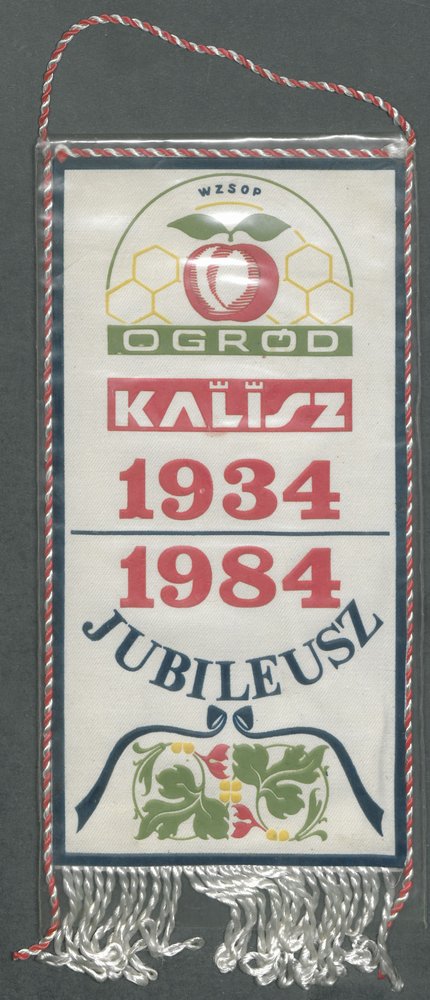 WZSOP
OGRÓD
KALISZ
1934
1984
JUBILEUSZ